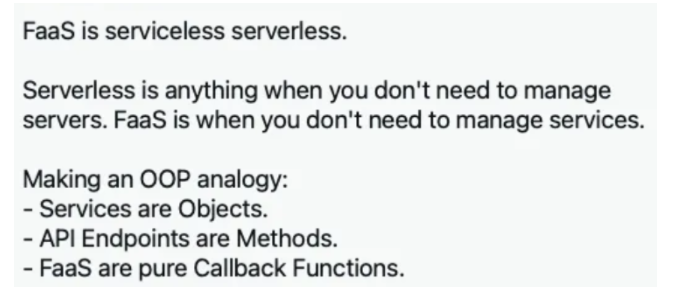 FaaS is serviceless serverless.
Serverless is anything when you don't need to manage
servers. FaaS is when you don't need to manage services.
Making an OOP analogy:
- Services are Objects.
- API Endpoints are Methods.
- FaaS are pure Callback Functions.